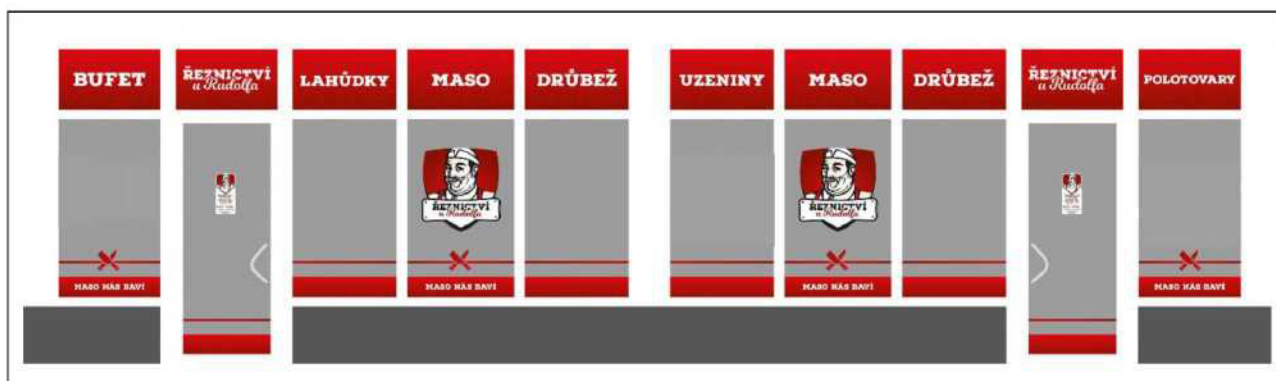 BUFET
ŘEZNICTVÍ
u Rudolfa
LAHŮDKY
MASO
DRŮBEŽ
UZENINY
MASO
DRŮBEŽ
ŘEZNICTVÍ
u Rudolfa
POLOTOVARY
ŘEZNICTVÍ
u Rudolfa
ŘEZNICTVÍ
u Rudolfa
MASO NÁS BAVÍ
MASO NÁS BAVÍ
MASO NÁS BAVÍ
MASO NÁS BAVÍ